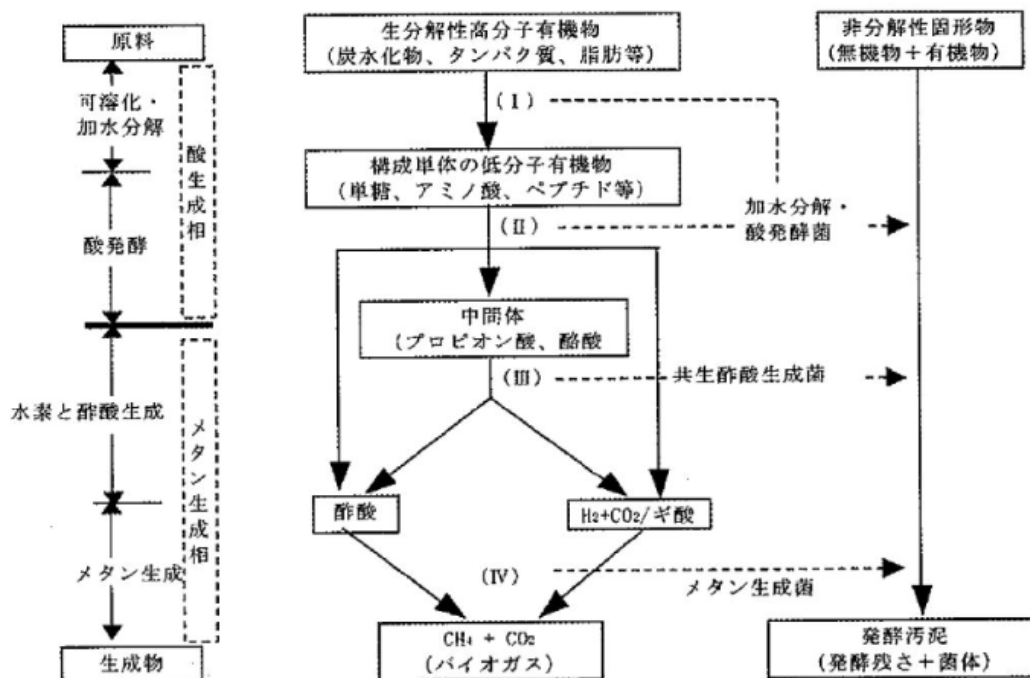 原料
可溶化・
加水分解
酸発酵
水素と酢酸生成
メタン生成
生成物
酸生成相
メタン生成相
生分解性高分子有機物
(炭水化物、タンパク質、脂肪等)
(I)
構成単体の低分子有機物
(単糖、アミノ酸、ペプチド等)
(II)
中間体
(プロピオン酸、酪酸
(III)
酢酸
H2+CO2/ギ酸
(IV)
CH4 + CO2
(バイオガス)
加水分解・
酸発酵菌
共生酢酸生成菌
メタン生成菌
非分解性固形物
(無機物+有機物)
発酵汚泥
(発酵残さ+菌体)